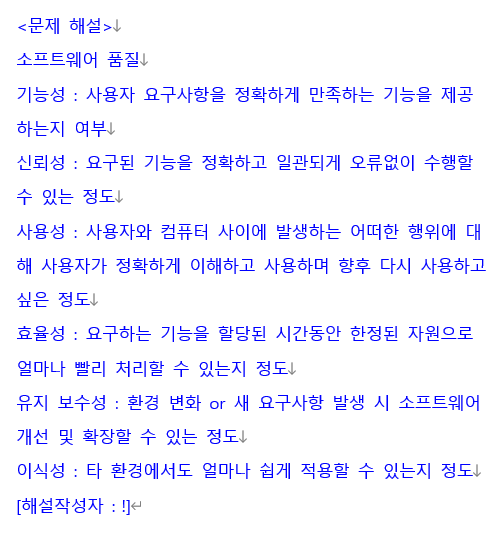 <문제 해설>↓
소프트웨어 품질↓
기능성 : 사용자 요구사항을 정확하게 만족하는 기능을 제공
하는지 여부↓
신뢰성 : 요구된 기능을 정확하고 일관되게 오류없이 수행할
수 있는 정도↓
사용성 : 사용자와 컴퓨터 사이에 발생하는 어떠한 행위에 대
해 사용자가 정확하게 이해하고 사용하며 향후 다시 사용하고
싶은 정도↓
효율성 : 요구하는 기능을 할당된 시간동안 한정된 자원으로
얼마나 빨리 처리할 수 있는지 정도↓
유지 보수성 : 환경 변화 or 새 요구사항 발생 시 소프트웨어
개선 및 확장할 수 있는 정도↓
이식성 : 타 환경에서도 얼마나 쉽게 적용할 수 있는지 정도↓
[해설작성자 : !]↵